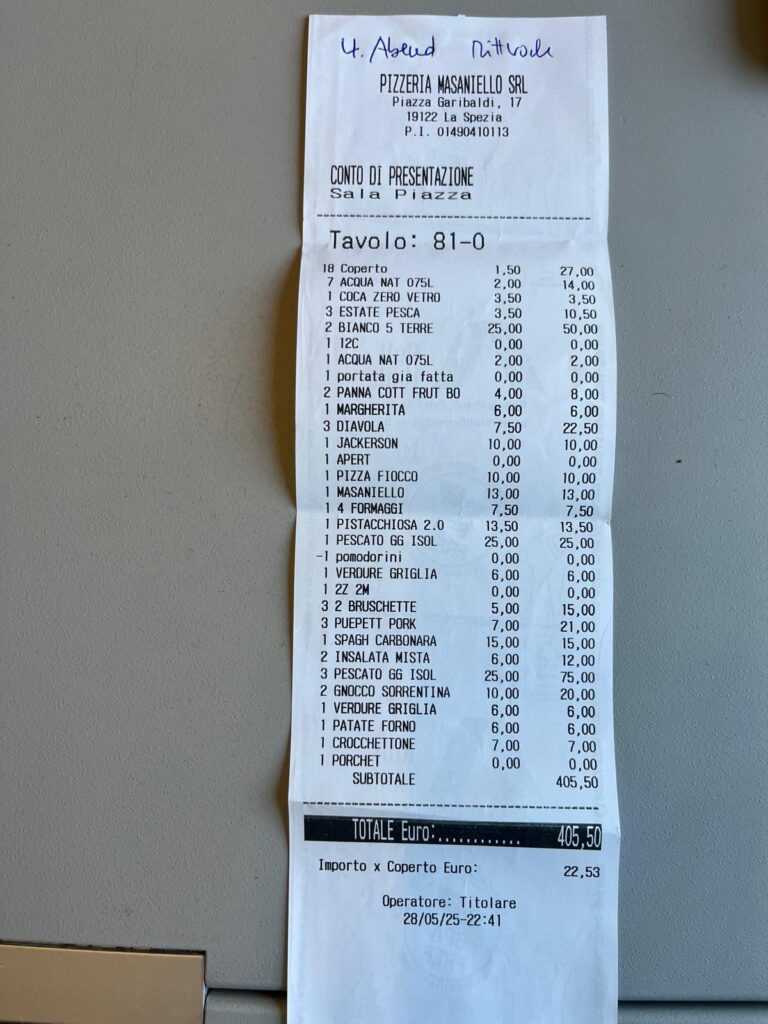 4. Abend Mittwoch
PIZZERIA MASANIELLO SRL
Piazza Garibaldi, 17
19122 La Spezia
P.I. 01490410113
CONTO DI PRESENTAZIONE
Sala Piazza
Tavolo: 81-0
18 Coperto 1,50 27,00
7 ACQUA NAT 075L 2,00 14,00
1 COCA ZERO VETRO 3,50 3,50
3 ESTATE PESCA 3,50 10,50
2 BIANCO 5 TERRE 25,00 50,00
1 12C 0,00 0,00
1 ACQUA NAT 075L 2,00 2,00
1 portata gia fatta 0,00 0,00
2 PANNA COTT FRUT BO 4,00 8,00
1 MARGHERITA 6,00 6,00
3 DIAVOLA 7,50 22,50
1 JACKERSON 10,00 10,00
1 APERT 0,00 0,00
1 PIZZA FIOCCO 10,00 10,00
1 MASANIELLO 13,00 13,00
1 4 FORMAGGI 7,50 7,50
1 PISTACCHIOSA 2.0 13,50 13,50
1 PESCATO GG ISOL 25,00 25,00
-1 pomodorini 0,00 0,00
1 VERDURE GRIGLIA 6,00 6,00
1 2Z 2M 0,00 0,00
3 2 BRUSCHETTE 5,00 15,00
3 PUEPETT PORK 7,00 21,00
1 SPAGH CARBONARA 15,00 15,00
2 INSALATA MISTA 6,00 12,00
3 PESCATO GG ISOL 25,00 75,00
2 GNOCCO SORRENTINA 10,00 20,00
1 VERDURE GRIGLIA 6,00 6,00
1 PATATE FORNO 6,00 6,00
1 CROCCHETTONE 7,00 7,00
1 PORCHET 0,00 0,00
SUBTOTALE 405,50
TOTALE Euro:............ 405,50
Importo x Coperto Euro: 22,53
Operatore: Titolare
28/05/25-22:41